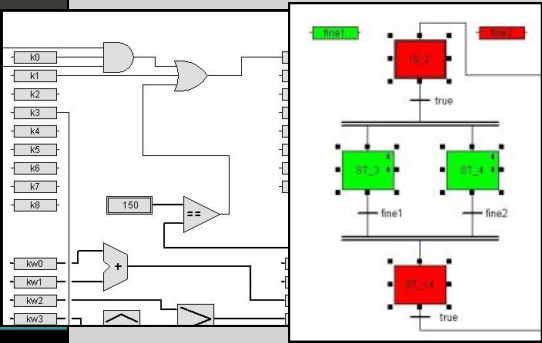 k0
k1
k2
k3
k4
k5
k6
k7
k8
150
==
kw0
kw1
+
kw2
kw3
>
fine1
fine2
true
ST_3
ST_4
fine1
fine2
ST_14
true